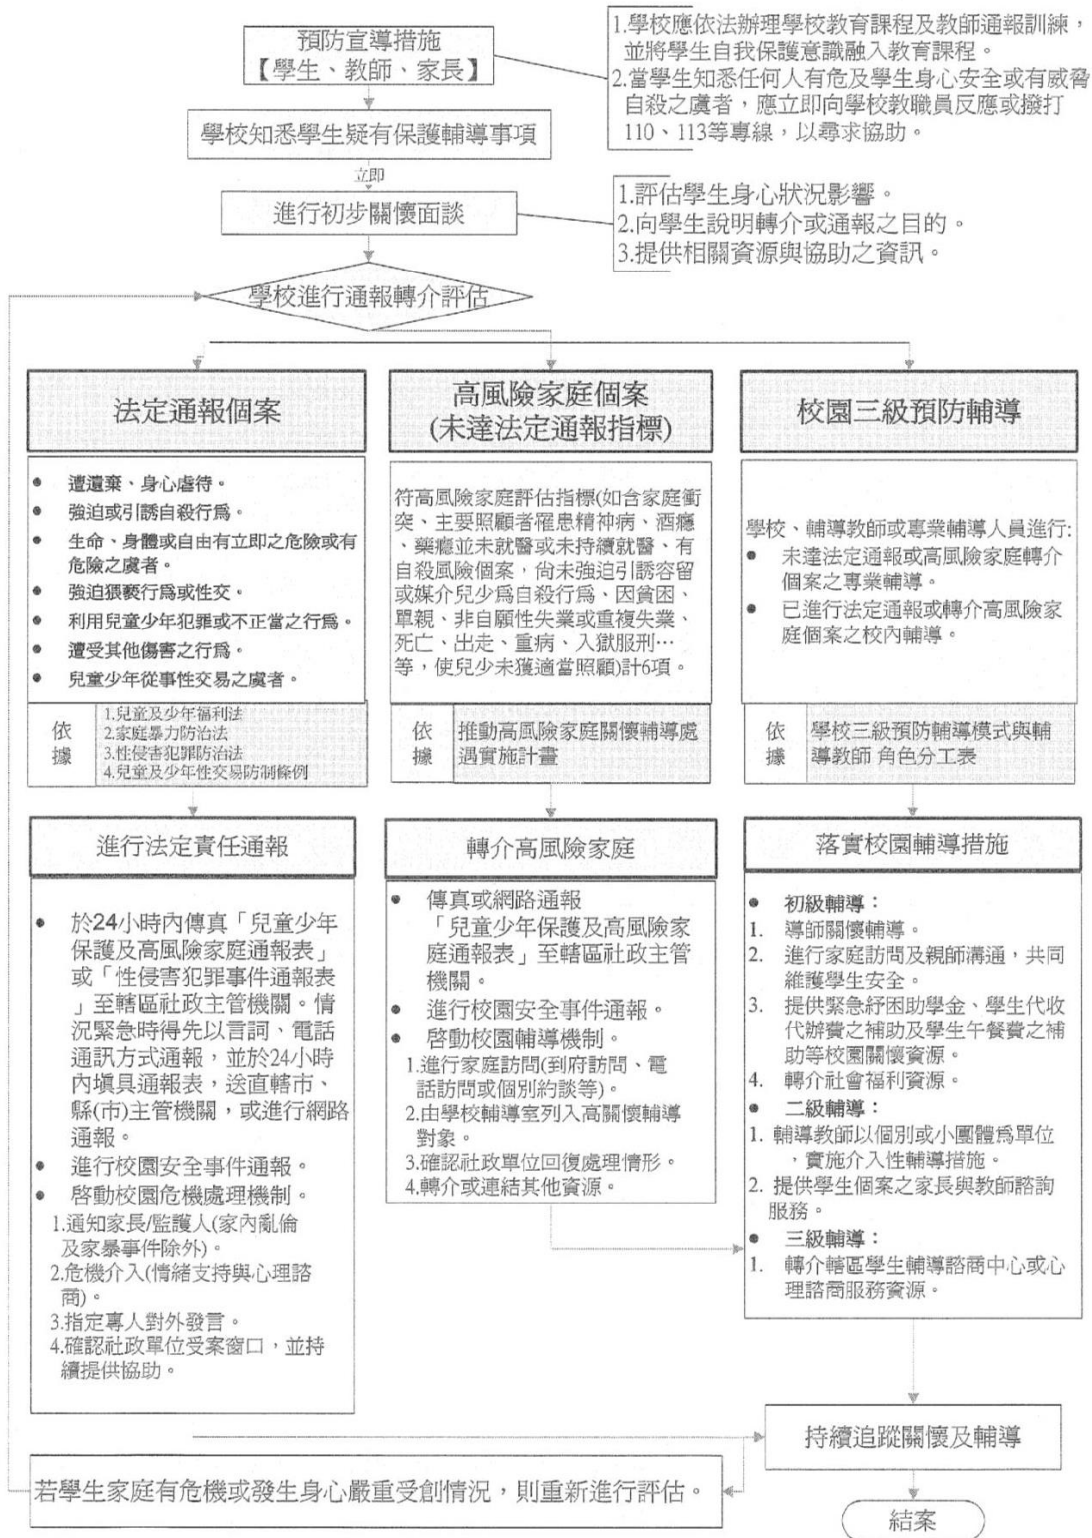 預防宣導措施
【學生、教師、家長】
1.學校應依法辦理學校教育課程及教師通報訓練，
並將學生自我保護意識融入教育課程。
2.當學生知悉任何人有危及學生身心安全或有威脅
自殺之虞者，應立即向學校教職員反應或撥打
110、113等專線，以尋求協助。
學校知悉學生疑有保護輔導事項
立即
進行初步關懷面談
1.評估學生身心狀況影響。
2.向學生說明轉介或通報之目的。
3.提供相關資源與協助之資訊。
學校進行通報轉介評估
法定通報個案
• 遭遺棄、身心虐待。
• 強迫或引誘自殺行為。
• 生命、身體或自由有立即之危險或有
危險之虞者。
• 強迫猥褻行為或性交。
• 利用兒童少年犯罪或不正當之行為。
• 遭受其他傷害之行為。
• 兒童少年從事性交易之虞者。
依
據
1.兒童及少年福利法
2.家庭暴力防治法
3.性侵害犯罪防治法
4.兒童及少年性交易防制條例
高風險家庭個案
(未達法定通報指標)
符高風險家庭評估指標(如含家庭衝
突、主要照顧者罹患精神病、酒癮
、藥癮並未就醫或未持續就醫、有
自殺風險個案，尚未強迫引誘容留
或媒介兒少為自殺行為、因貧困、
單親、非自願性失業或重複失業、
死亡、出走、重病、入獄服刑…
等，使兒少未獲適當照顧)計6項。
依
據
推動高風險家庭關懷輔導處
遇實施計畫
校園三級預防輔導
學校、輔導教師或專業輔導人員進行:
• 未達法定通報或高風險家庭轉介
個案之專業輔導。
• 已進行法定通報或轉介高風險家
庭個案之校內輔導。
依
據
學校三級預防輔導模式與輔
導教師 角色分工表
進行法定責任通報
• 於24小時內傳真「兒童少年
保護及高風險家庭通報表」
或「性侵害犯罪事件通報表
」至轄區社政主管機關。情
況緊急時得先以言詞、電話
通訊方式通報，並於24小時
內填具通報表，送直轄市、
縣(市)主管機關，或進行網路
通報。
• 進行校園安全事件通報。
• 啓動校園危機處理機制。
1.通知家長/監護人(家內亂倫
及家暴事件除外)。
2.危機介入(情緒支持與心理諮
商)。
3.指定專人對外發言。
4.確認社政單位受案窗口，並持
續提供協助。
轉介高風險家庭
• 傳真或網路通報
「兒童少年保護及高風險家
庭通報表」至轄區社政主管
機關。
• 進行校園安全事件通報。
• 啓動校園輔導機制。
1.進行家庭訪問(到府訪問、電
話訪問或個別約談等)。
2.由學校輔導室列入高關懷輔導
對象。
3.確認社政單位回復處理情形。
4.轉介或連結其他資源。
落實校園輔導措施
• 初級輔導：
1. 導師關懷輔導。
2. 進行家庭訪問及親師溝通，共同
維護學生安全。
3. 提供緊急紓困助學金、學生代收
代辦費之補助及學生午餐費之補
助等校園關懷資源。
4. 轉介社會福利資源。
• 二級輔導：
1. 輔導教師以個別或小團體為單位
，實施介入性輔導措施。
2. 提供學生個案之家長與教師諮詢
服務。
• 三級輔導：
1. 轉介轄區學生輔導諮商中心或心
理諮商服務資源。
持續追蹤關懷及輔導
若學生家庭有危機或發生身心嚴重受創情況，則重新進行評估。
結案